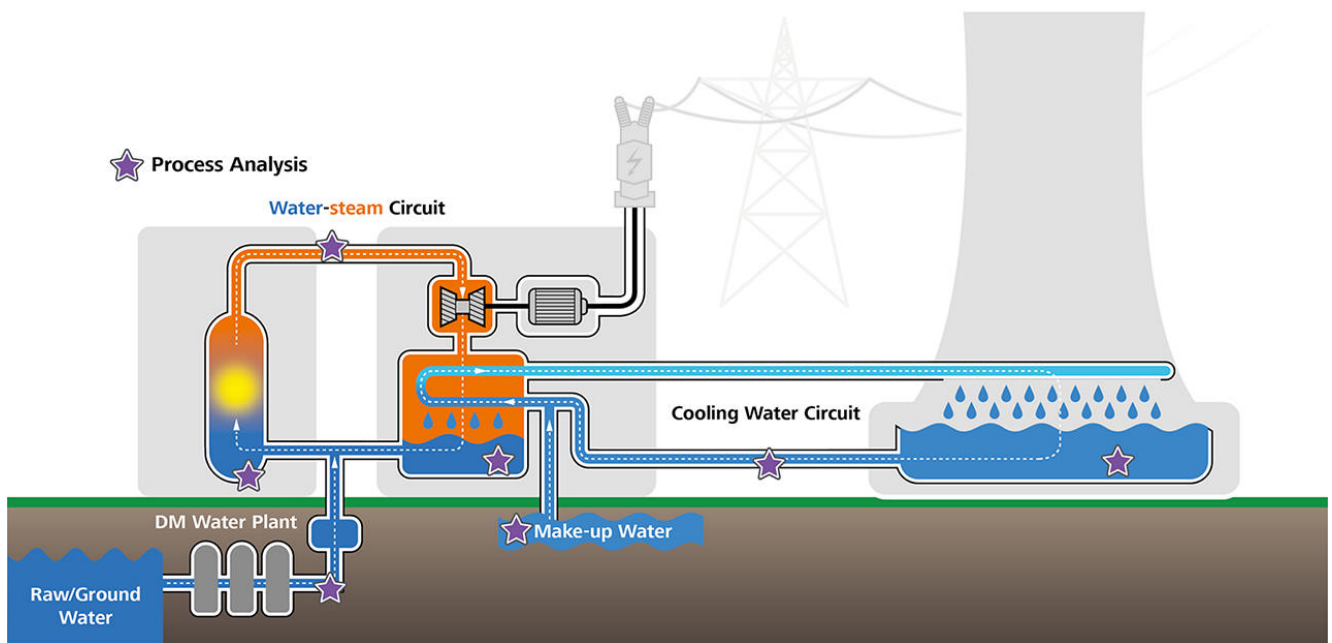 Process Analysis
Water-steam Circuit
Cooling Water Circuit
DM Water Plant
Make-up Water
Raw/Ground
Water